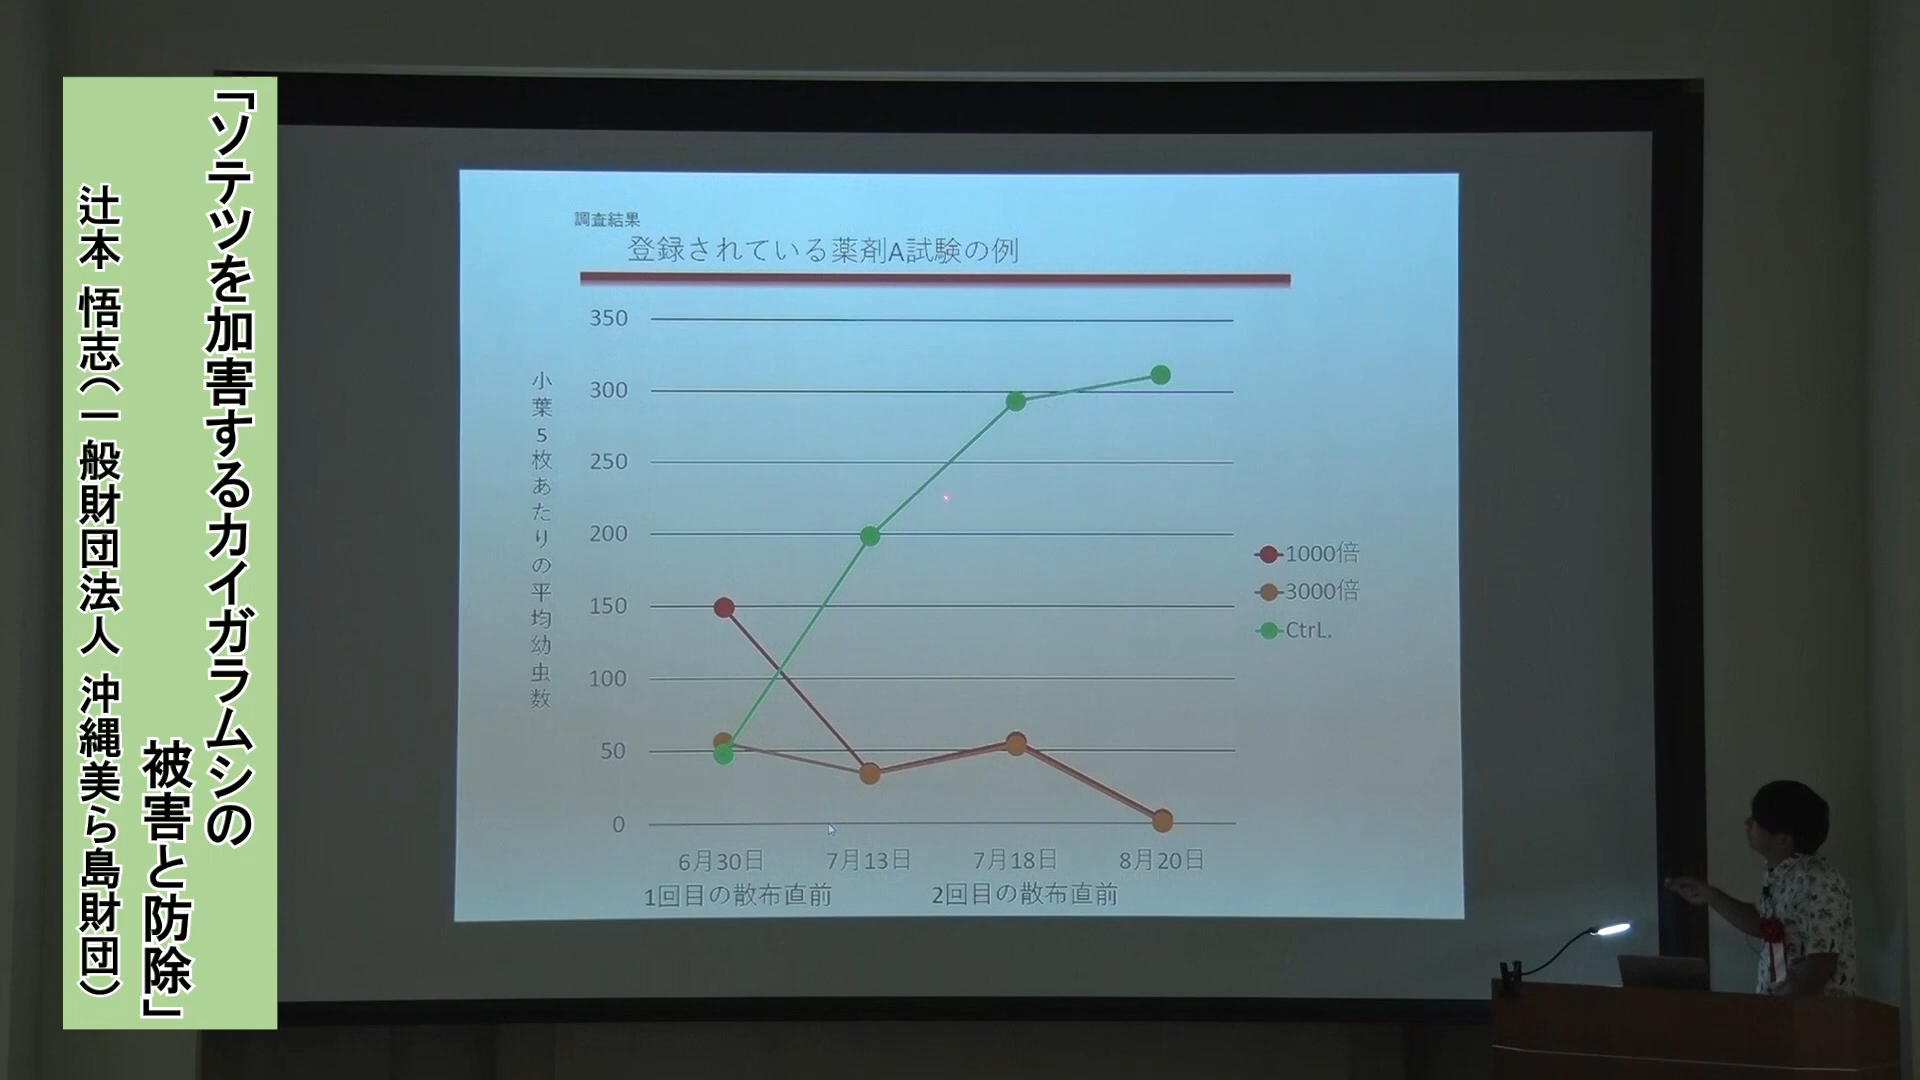 「ソテツを加害するカイガラムシの
被害と防除」
辻本 悟志(一般財団法人 沖縄美ら島財団)
調査結果
登録されている薬剤A試験の例
小葉5枚あたりの平均幼虫数
350
300
250
200
150
100
50
0
6月30日 7月13日 7月18日 8月20日
1回目の散布直前 2回目の散布直前
1000倍
3000倍
CtrL.